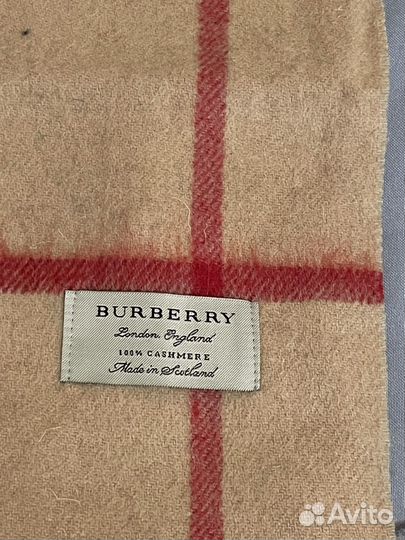 BURBERRY
London, England
100% CASHMERE
Made in Scotland
Avito